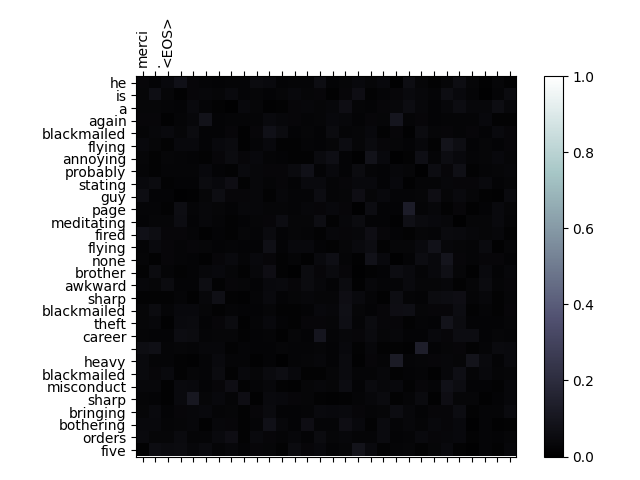 merci
.
<EOS>
he
is
a
again
blackmailed
flying
annoying
probably
stating
guy
page
meditating
fired
flying
none
brother
awkward
sharp
blackmailed
theft
career
heavy
blackmailed
misconduct
sharp
bringing
bothering
orders
five
1.0
0.8
0.6
0.4
0.2
0.0